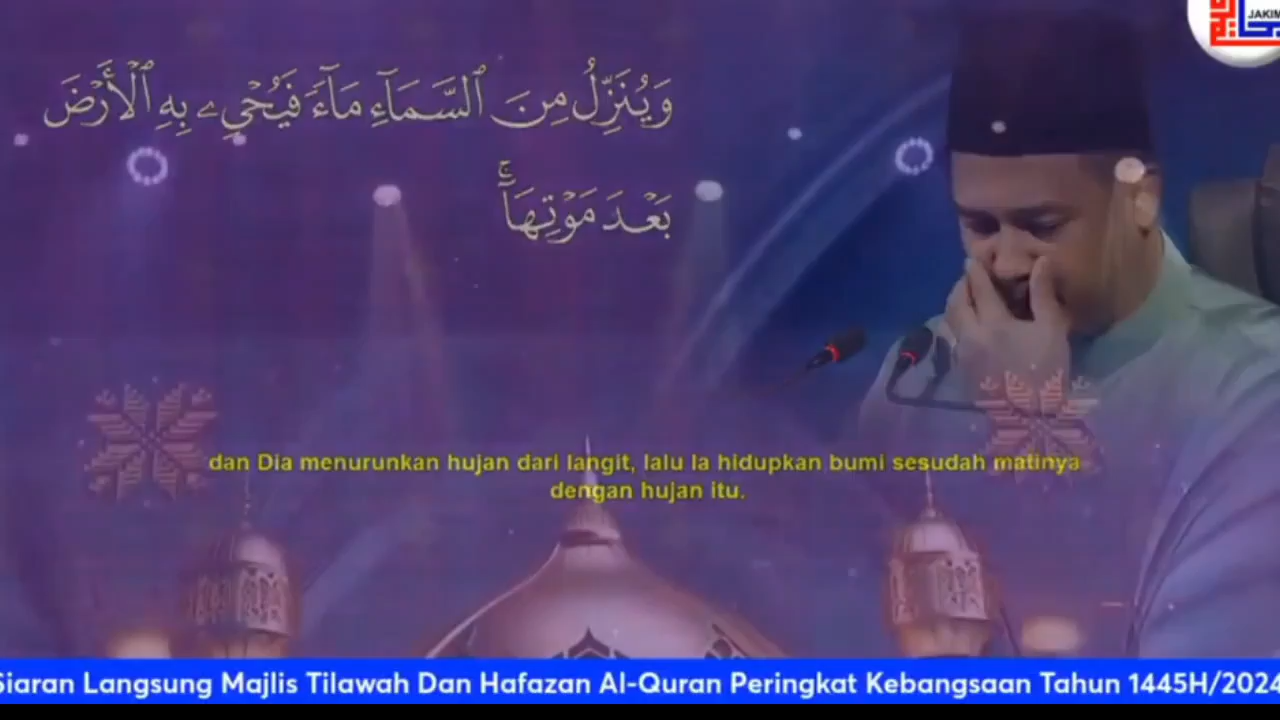 وَيُنَزِّلُ مِنَ ٱلسَّمَآءِ مَآءً فَيُحْىِۦ بِهِ ٱلْأَرْضَ
بَعْدَ مَوْتِهَآ ۚ
JAKIM
dan Dia menurunkan hujan dari langit, lalu Ia hidupkan bumi sesudah matinya
dengan hujan itu.
Siaran Langsung Majlis Tilawah Dan Hafazan Al-Quran Peringkat Kebangsaan Tahun 1445H/2024